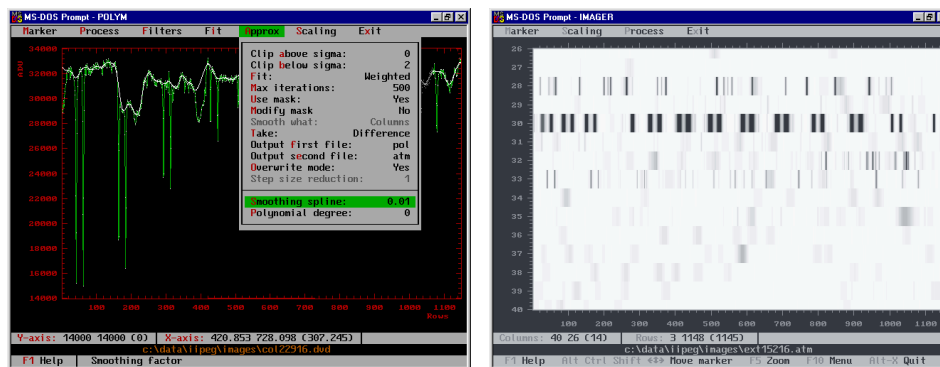 MS-DOS Prompt - POLYM
Marker Process Filters Fit Approx Scaling Exit
34000
ADU
32000
30000
28000
26000
24000
22000
20000
18000
16000
14000
100 200 300 400 500 600 700 800 900 1000 1100
Rows
Clip above sigma: 0
Clip below sigma: 2
Fit: Weighted
Max iterations: 500
Use mask: Yes
Modify mask No
Smooth what: Columns
Take: Difference
Output first file: pol
Output second file: atm
Overwrite mode: Yes
Step size reduction: 1
Smoothing spline: 0.01
Polynomial degree: 0
Y-axis: 14000 14000 (0) X-axis: 420.853 728.098 (307.245)
c:\data\iipeg\images\col22916.dvd
F1 Help Smoothing factor
MS-DOS Prompt - IMAGER
Marker Scaling Process Exit
26
27
28
29
30
31
32
33
34
35
36
37
38
39
40
100 200 300 400 500 600 700 800 900 1000 1100
Columns: 40 26 (14) Rows: 3 1148 (1145)
c:\data\iipeg\images\ext15216.atm
F1 Help Alt Ctrl Shift Move marker F5 Zoom F10 Menu Alt-X Quit